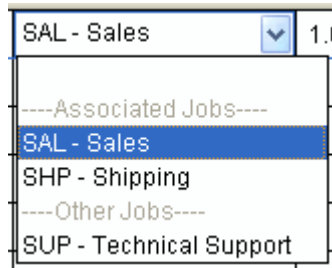 SAL - Sales
----Associated Jobs----
SAL - Sales
SHP - Shipping
----Other Jobs----
SUP - Technical Support